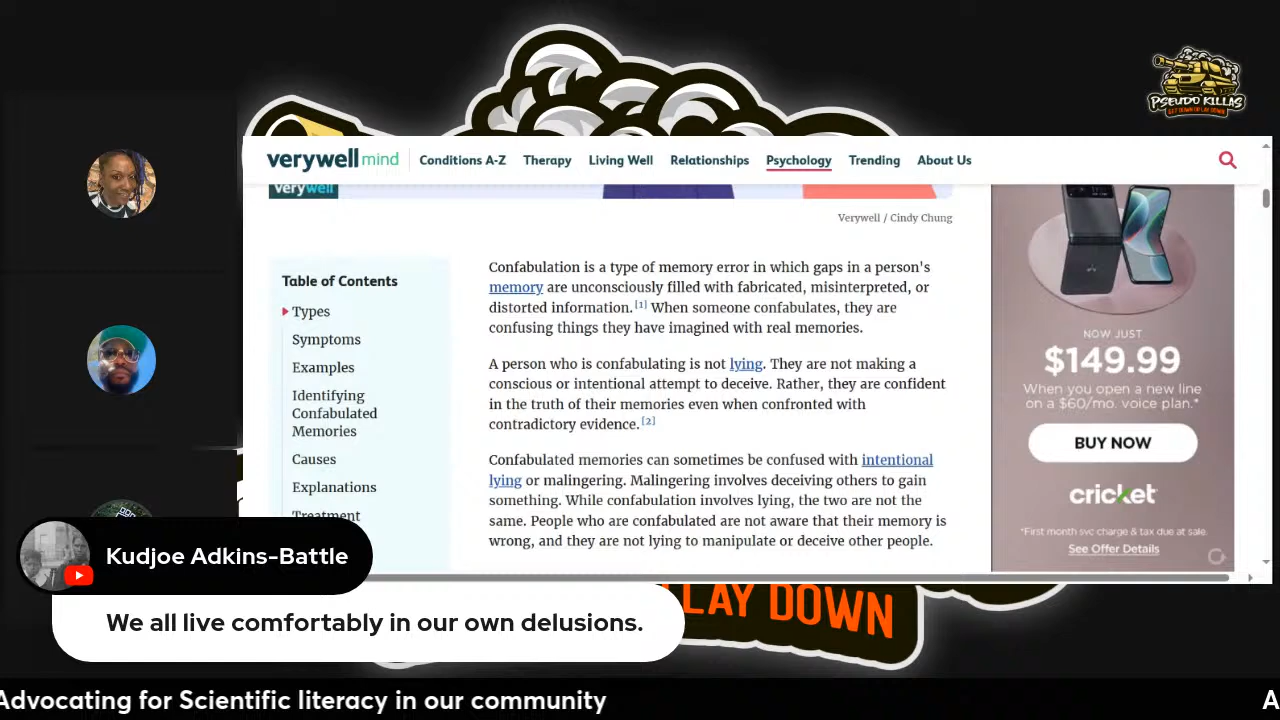 PSEUDO KILLAS
GET DOWN OR LAY DOWN
verywell mind
Conditions A-Z
Therapy
Living Well
Relationships
Psychology
Trending
About Us
verywell
Verywell / Cindy Chung
Table of Contents
Types
Symptoms
Examples
Identifying
Confabulated
Memories
Causes
Explanations
Treatment
Confabulation is a type of memory error in which gaps in a person's
memory are unconsciously filled with fabricated, misinterpreted, or
distorted information.[1] When someone confabulates, they are
confusing things they have imagined with real memories.
A person who is confabulating is not lying. They are not making a
conscious or intentional attempt to deceive. Rather, they are confident
in the truth of their memories even when confronted with
contradictory evidence.[2]
Confabulated memories can sometimes be confused with intentional
lying or malingering. Malingering involves deceiving others to gain
something. While confabulation involves lying, the two are not the
same. People who are confabulated are not aware that their memory is
wrong, and they are not lying to manipulate or deceive other people.
NOW JUST
$149.99
When you open a new line
on a $60/mo. voice plan.*
BUY NOW
cricket
*First month svc charge & tax due at sale.
See Offer Details
Kudjoe Adkins-Battle
We all live comfortably in our own delusions.
LAY DOWN
Advocating for Scientific literacy in our community
A